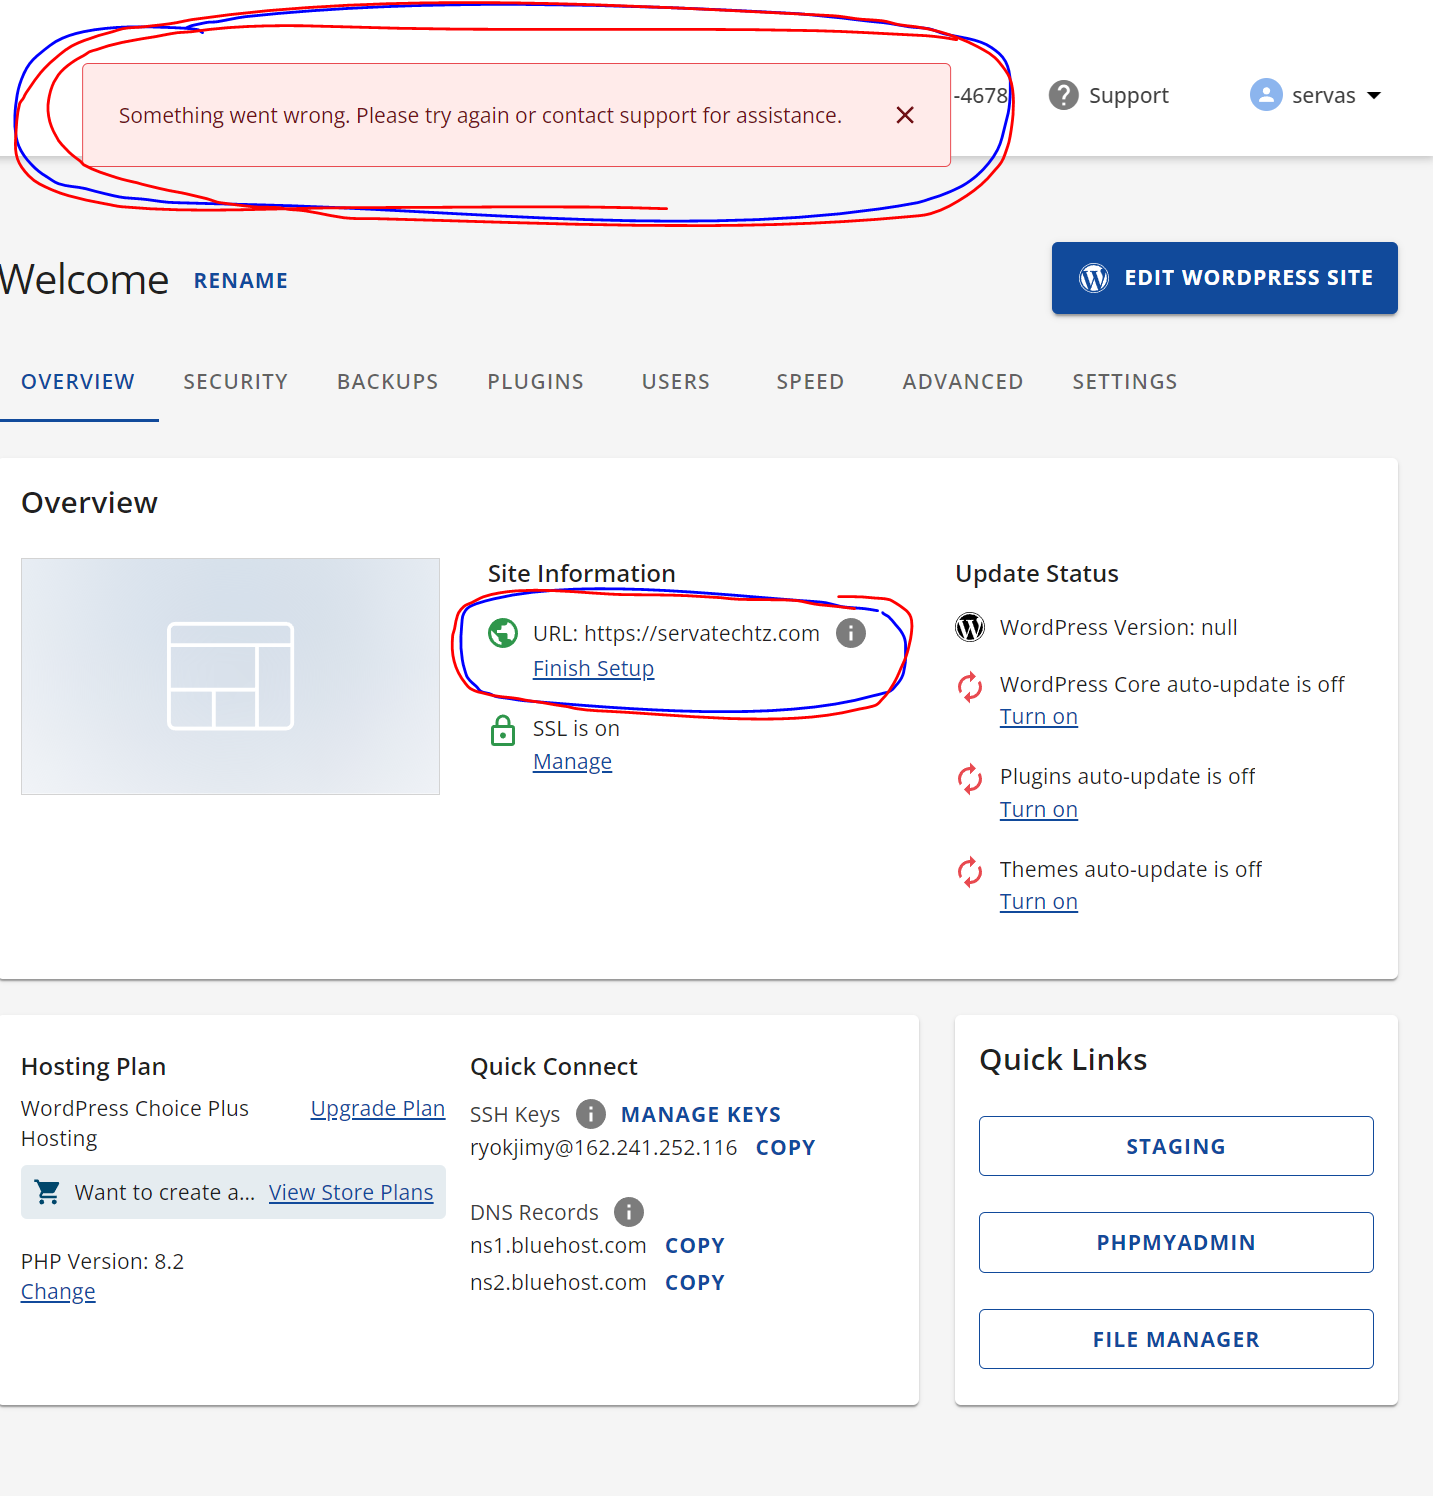 Something went wrong. Please try again or contact support for assistance.
-4678
Support
servas
Welcome
RENAME
EDIT WORDPRESS SITE
OVERVIEW
SECURITY
BACKUPS
PLUGINS
USERS
SPEED
ADVANCED
SETTINGS
Overview
Site Information
URL: https://servatechtz.com
Finish Setup
SSL is on
Manage
Update Status
WordPress Version: null
WordPress Core auto-update is off
Turn on
Plugins auto-update is off
Turn on
Themes auto-update is off
Turn on
Hosting Plan
WordPress Choice Plus
Hosting
Upgrade Plan
Want to create a...
View Store Plans
PHP Version: 8.2
Change
Quick Connect
SSH Keys
MANAGE KEYS
ryokjimy@162.241.252.116 COPY
DNS Records
ns1.bluehost.com COPY
ns2.bluehost.com COPY
Quick Links
STAGING
PHPMYADMIN
FILE MANAGER